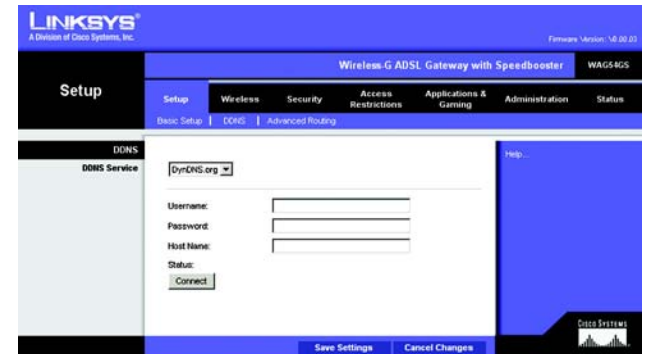 LINKSYS®
A Division of Cisco Systems, Inc.
Firmware Version: V0.00.03
Wireless-G ADSL Gateway with Speedbooster WAG54GS
Setup
Setup Wireless Security Access Restrictions Applications & Gaming Administration Status
Basic Setup | DDNS | Advanced Routing
DDNS
DDNS Service
DynDNS.org
Help...
Username:
Password:
Host Name:
Status:
Connect
CISCO SYSTEMS
Save Settings Cancel Changes